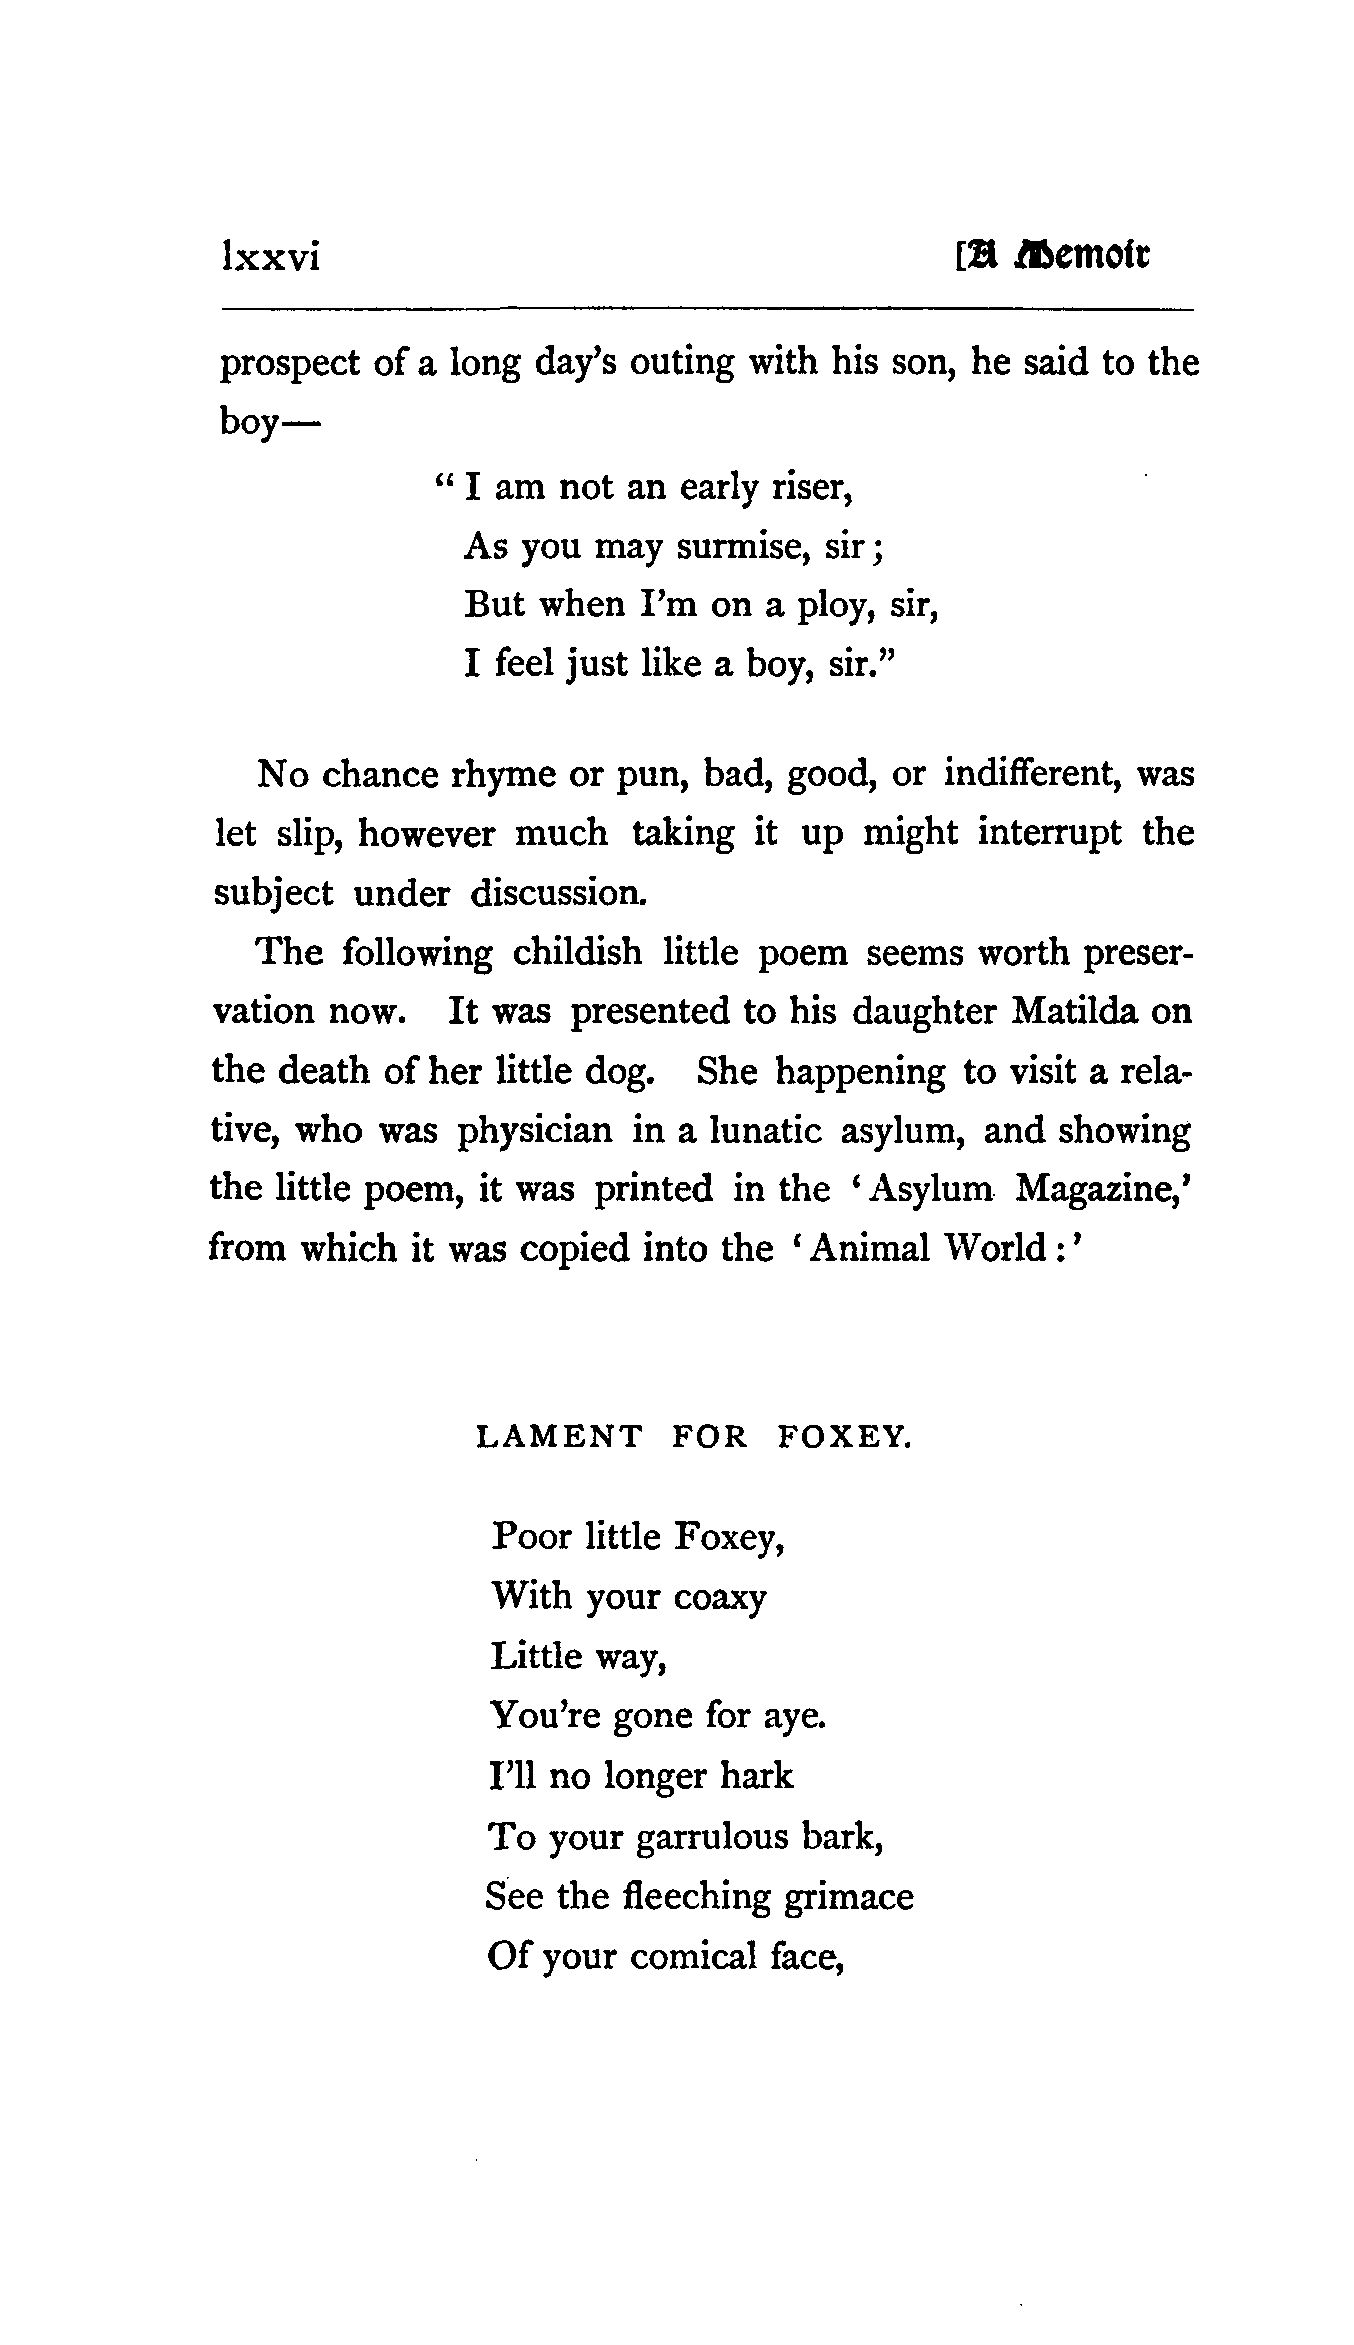 lxxvi [A Memoir
prospect of a long day's outing with his son, he said to the
boy—
“ I am not an early riser,
As you may surmise, sir ;
But when I'm on a ploy, sir,
I feel just like a boy, sir.”
No chance rhyme or pun, bad, good, or indifferent, was
let slip, however much taking it up might interrupt the
subject under discussion.
The following childish little poem seems worth preser-
vation now. It was presented to his daughter Matilda on
the death of her little dog. She happening to visit a rela-
tive, who was physician in a lunatic asylum, and showing
the little poem, it was printed in the ‘ Asylum Magazine,’
from which it was copied into the ‘ Animal World : ’
LAMENT FOR FOXEY.
Poor little Foxey,
With your coaxy
Little way,
You're gone for aye.
I'll no longer hark
To your garrulous bark,
See the fleeching grimace
Of your comical face,